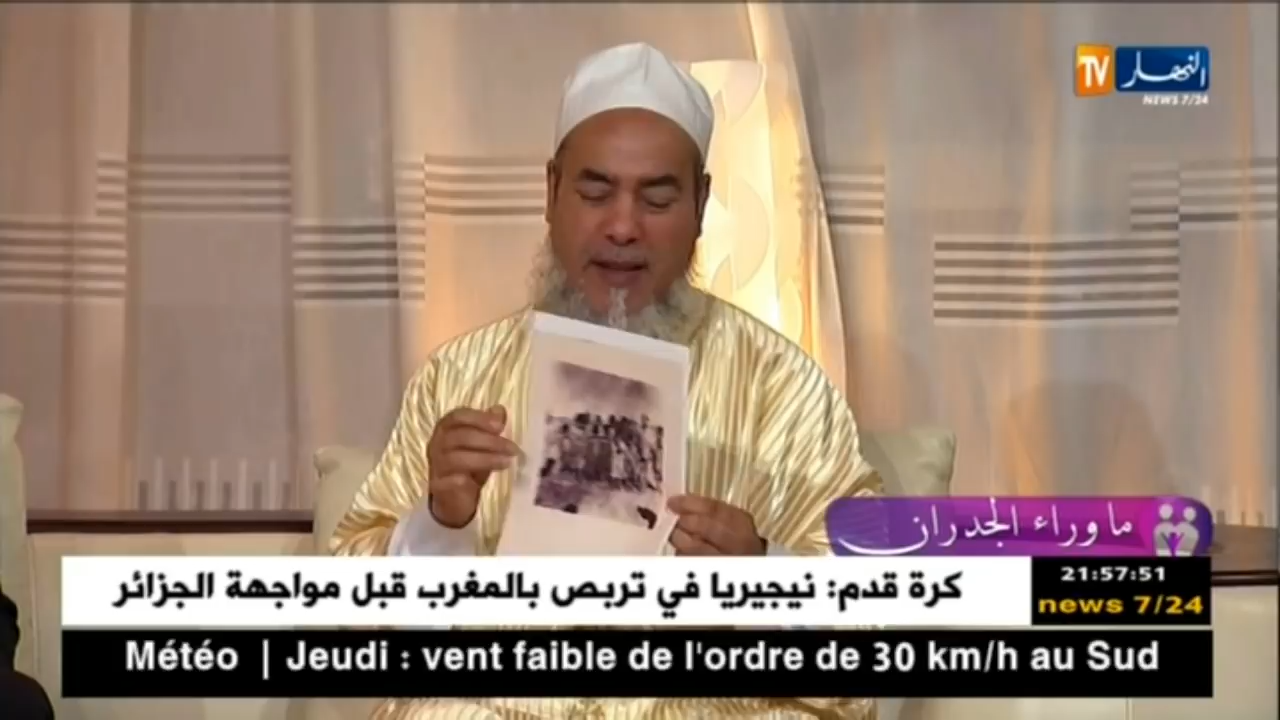 TV النهار
NEWS 7/24
ما وراء الجدران
كرة قدم: نيجيريا في تربص بالمغرب قبل مواجهة الجزائر
21:57:51
news 7/24
Météo | Jeudi : vent faible de l'ordre de 30 km/h au Sud